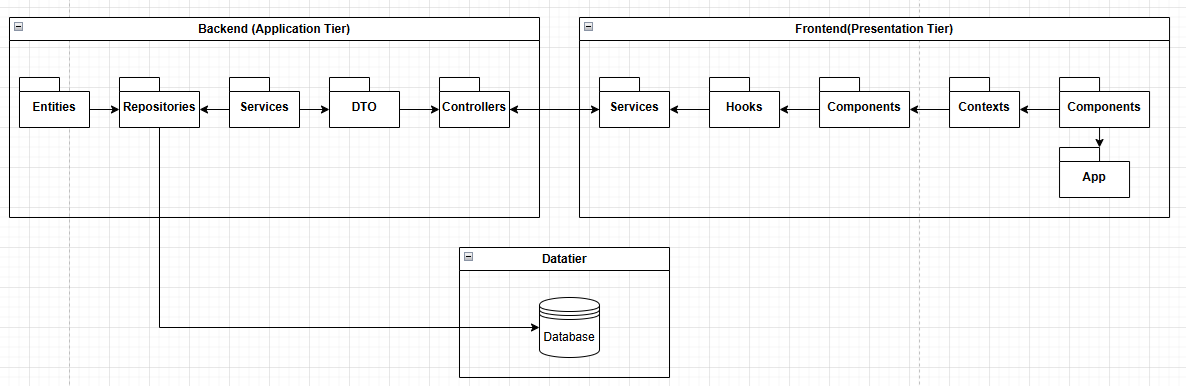 Backend (Application Tier)
Frontend(Presentation Tier)
Entities
Repositories
Services
DTO
Controllers
Services
Hooks
Components
Contexts
Components
App
Datatier
Database